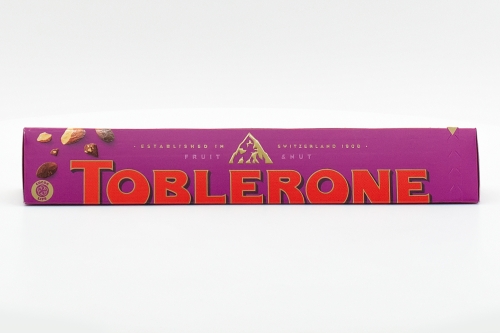 · ESTABLISHED IN SWITZERLAND 1908 ·
FRUIT & NUT
TOBLERONE